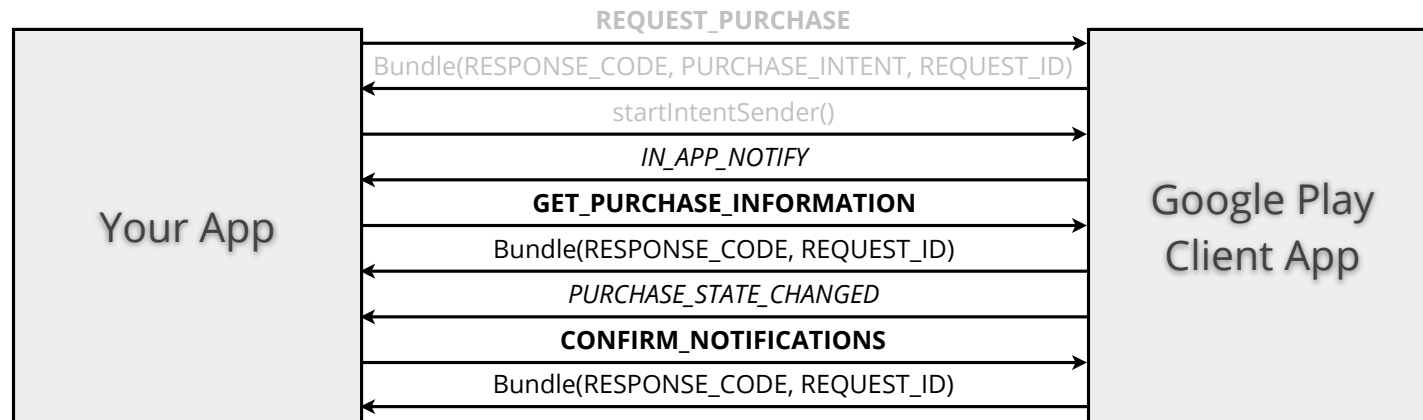 REQUEST_PURCHASE
Bundle(RESPONSE_CODE, PURCHASE_INTENT, REQUEST_ID)
startIntentSender()
IN_APP_NOTIFY
GET_PURCHASE_INFORMATION
Bundle(RESPONSE_CODE, REQUEST_ID)
PURCHASE_STATE_CHANGED
CONFIRM_NOTIFICATIONS
Bundle(RESPONSE_CODE, REQUEST_ID)
Your App
Google Play
Client App